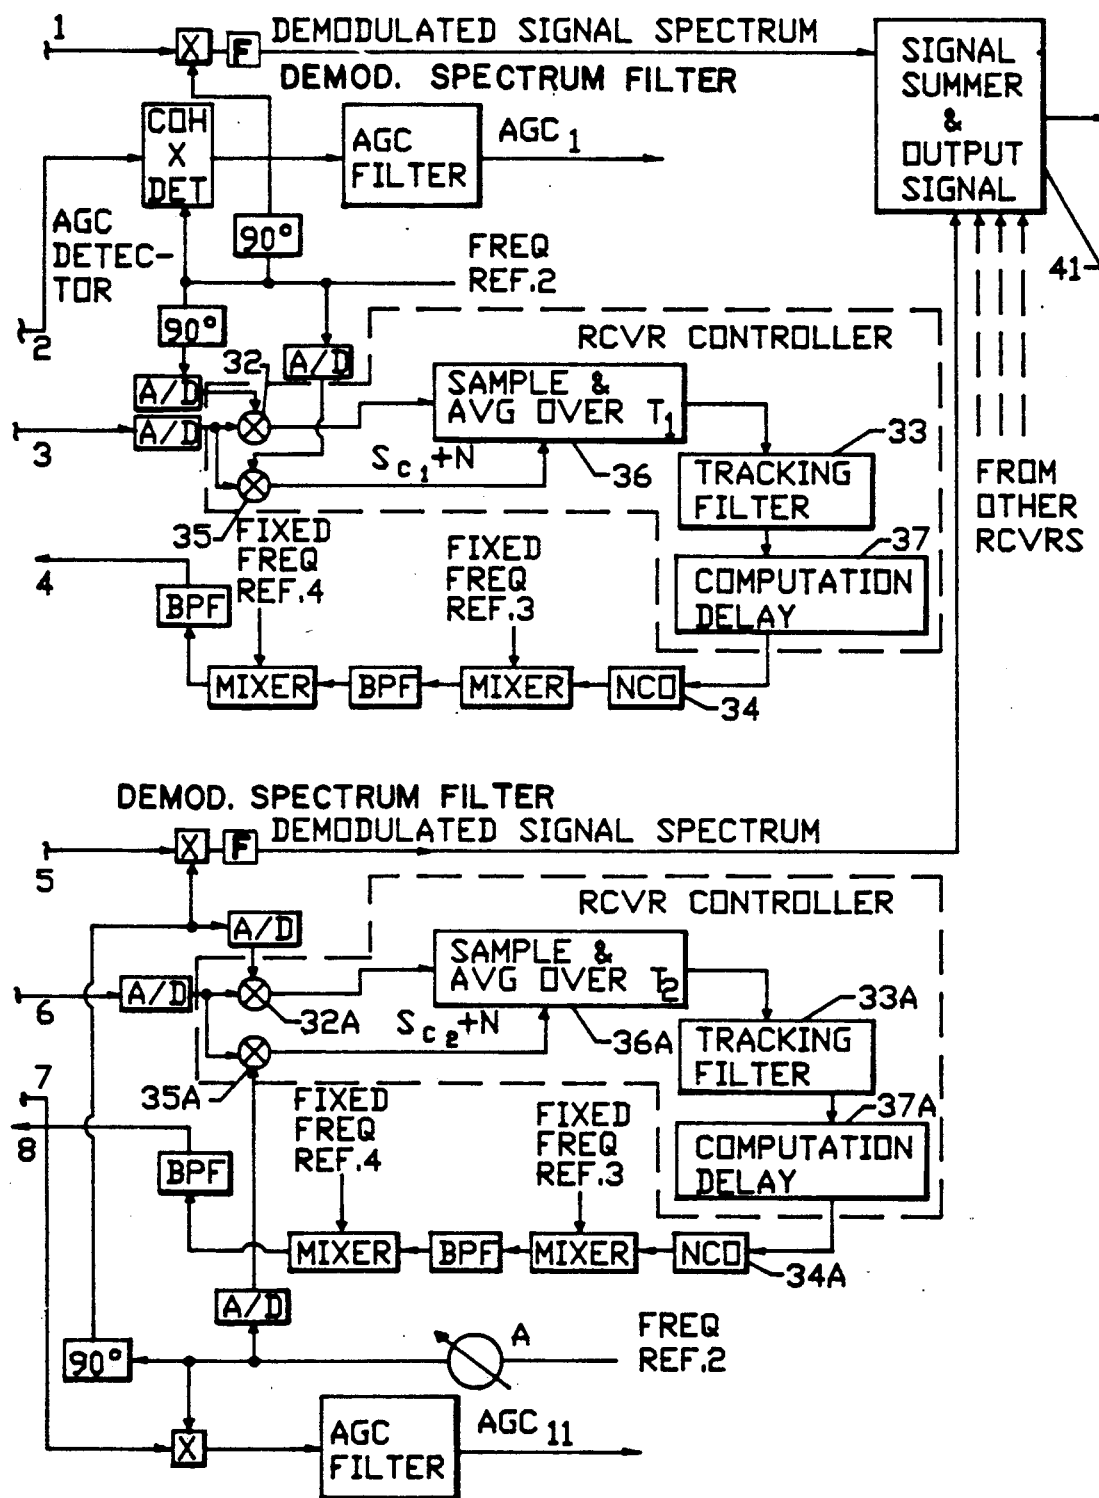 1
X
F
DEMODULATED SIGNAL SPECTRUM
DEMOD. SPECTRUM FILTER
SIGNAL
SUMMER
&
OUTPUT
SIGNAL
COH
X
DET
AGC
FILTER
AGC 1
AGC
DETEC-
TOR
90°
FREQ
REF.2
41
2
90°
32
A/D
RCVR CONTROLLER
A/D
SAMPLE &
AVG OVER T1
3
A/D
33
Sc1+N
36
TRACKING
FILTER
FROM
OTHER
RCVRS
35
FIXED
FREQ
REF.4
FIXED
FREQ
REF.3
37
4
COMPUTATION
DELAY
BPF
MIXER
BPF
MIXER
NCO
34
DEMOD. SPECTRUM FILTER
5
X
F
DEMODULATED SIGNAL SPECTRUM
RCVR CONTROLLER
A/D
SAMPLE &
AVG OVER T2
6
A/D
32A
33A
Sc2+N
36A
TRACKING
FILTER
7
35A
FIXED
FREQ
REF.4
FIXED
FREQ
REF.3
37A
8
COMPUTATION
DELAY
BPF
MIXER
BPF
MIXER
NCO
34A
A/D
A
FREQ
REF.2
90°
X
AGC
FILTER
AGC 11